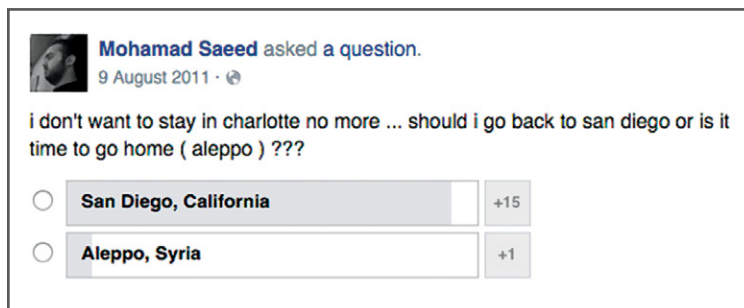 Mohamad Saeed asked a question.
9 August 2011 ·
i don't want to stay in charlotte no more ... should i go back to san diego or is it
time to go home ( aleppo ) ???
San Diego, California +15
Aleppo, Syria +1